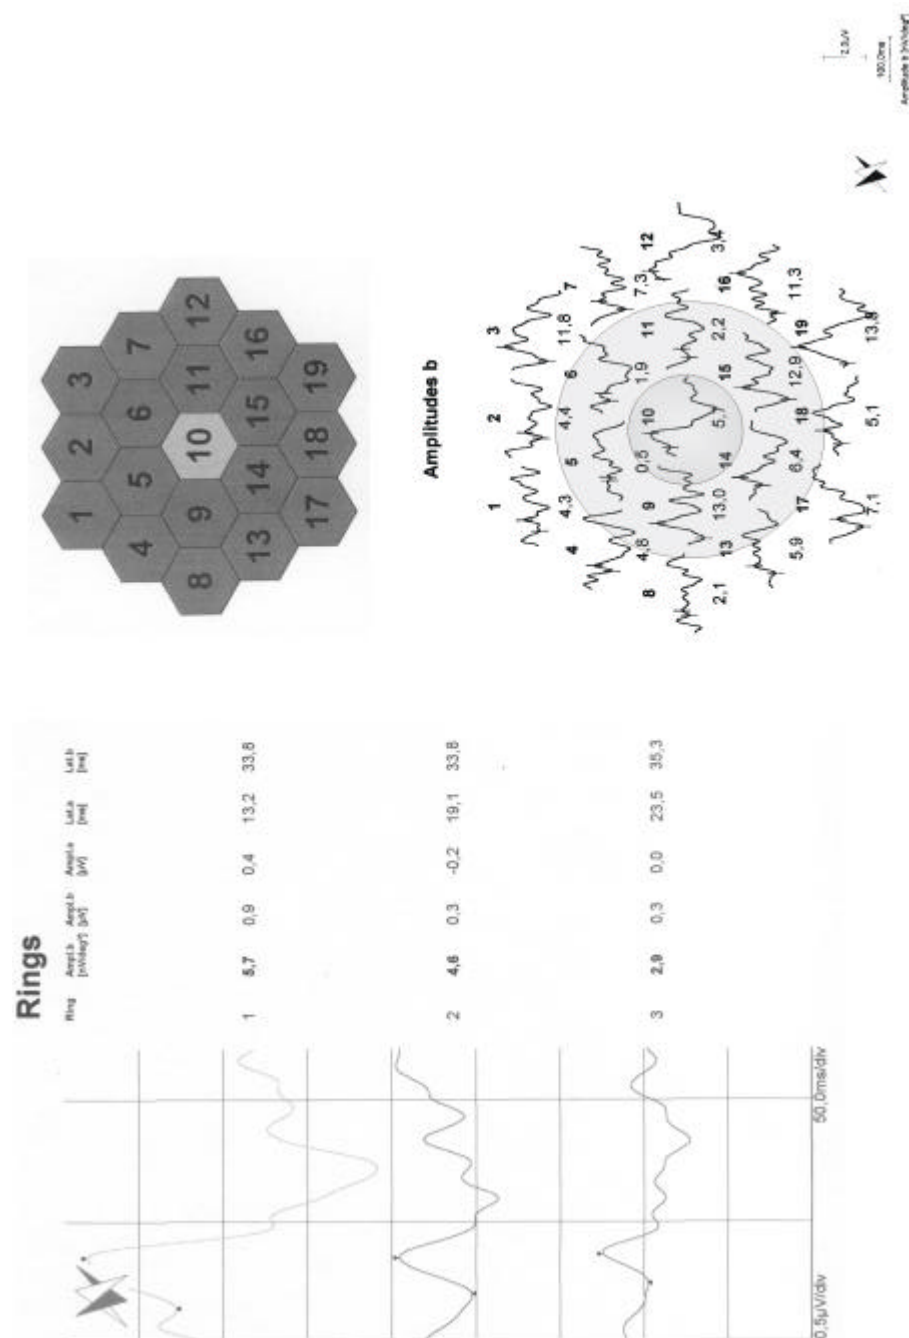 Rings
Ring Ampl.b [nV/deg²] Ampl.b [µV] Ampl.a [µV] Lat.a [ms] Lat.b [ms]
1 5,7 0,9 0,4 13,2 33,8
2 4,6 0,3 -0,2 19,1 33,8
3 2,9 0,3 0,0 23,5 35,3
0,5µV/div 50,0ms/div
1 2 3
4 5 6 7
8 9 10 11 12
13 14 15 16
17 18 19
Amplitudes b
1 2 3
4,3 4,4 11,8
4 5 6 7
4,8 0,5 1,9 7,3
8 9 10 11 12
2,1 13,0 5,7 2,2 3,4
13 14 15 16
5,9 6,4 12,9 11,3
17 18 19
7,1 5,1 13,8
100,0ms
Amplitude b [nV/deg²]